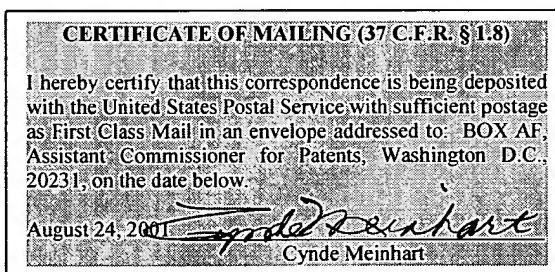 CERTIFICATE OF MAILING (37 C.F.R. § 1.8)
I hereby certify that this correspondence is being deposited
with the United States Postal Service with sufficient postage
as First Class Mail in an envelope addressed to: BOX AF,
Assistant Commissioner for Patents, Washington D.C.,
20231, on the date below.
August 24, 2001 Cynde Meinhart
Cynde Meinhart